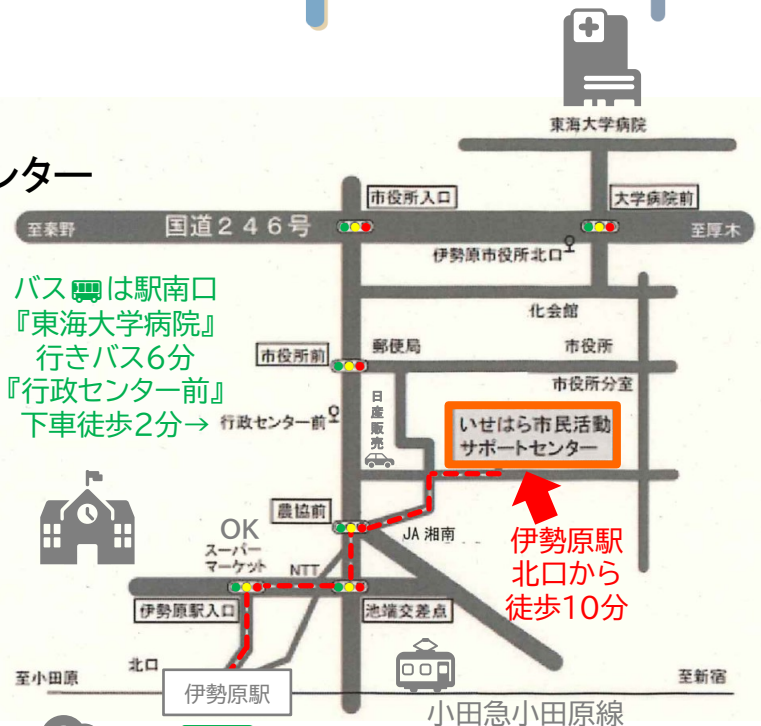 東海大学病院
ンター
市役所入口
大学病院前
至秦野
国道246号
至厚木
伊勢原市役所北口
バス
は駅南口
『東海大学病院』
行きバス6分
『行政センター前』
下車徒歩2分→
化会館
市役所前
郵便局
市役所
市役所分室
日産販売
行政センター前
いせはら市民活動
サポートセンター
農協前
OK
スーパー
マーケット
NTT
JA 湘南
伊勢原駅
北口から
徒歩10分
伊勢原駅入口
池端交差点
至小田原
北口
伊勢原駅
至新宿
小田急小田原線